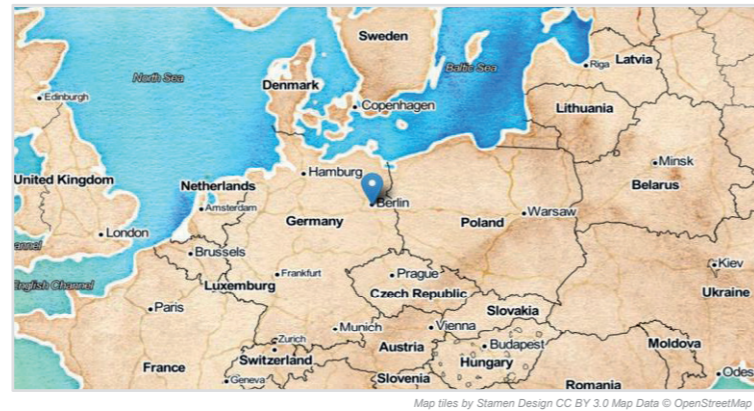 Sweden
North Sea
Baltic Sea
Riga
Latvia
Denmark
Edinburgh
Copenhagen
Lithuania
Minsk
Hamburg
United Kingdom
Netherlands
Belarus
Amsterdam
Berlin
Warsaw
Germany
Poland
London
annel
Brussels
Kiev
Frankfurt
Prague
English Channel
Luxemburg
Czech Republic
Ukraine
Paris
Slovakia
Munich
Vienna
Zurich
Budapest
Moldova
Austria
Switzerland
Hungary
France
Geneva
Slovenia
Romania
Odes
Map tiles by Stamen Design CC BY 3.0 Map Data © OpenStreetMap